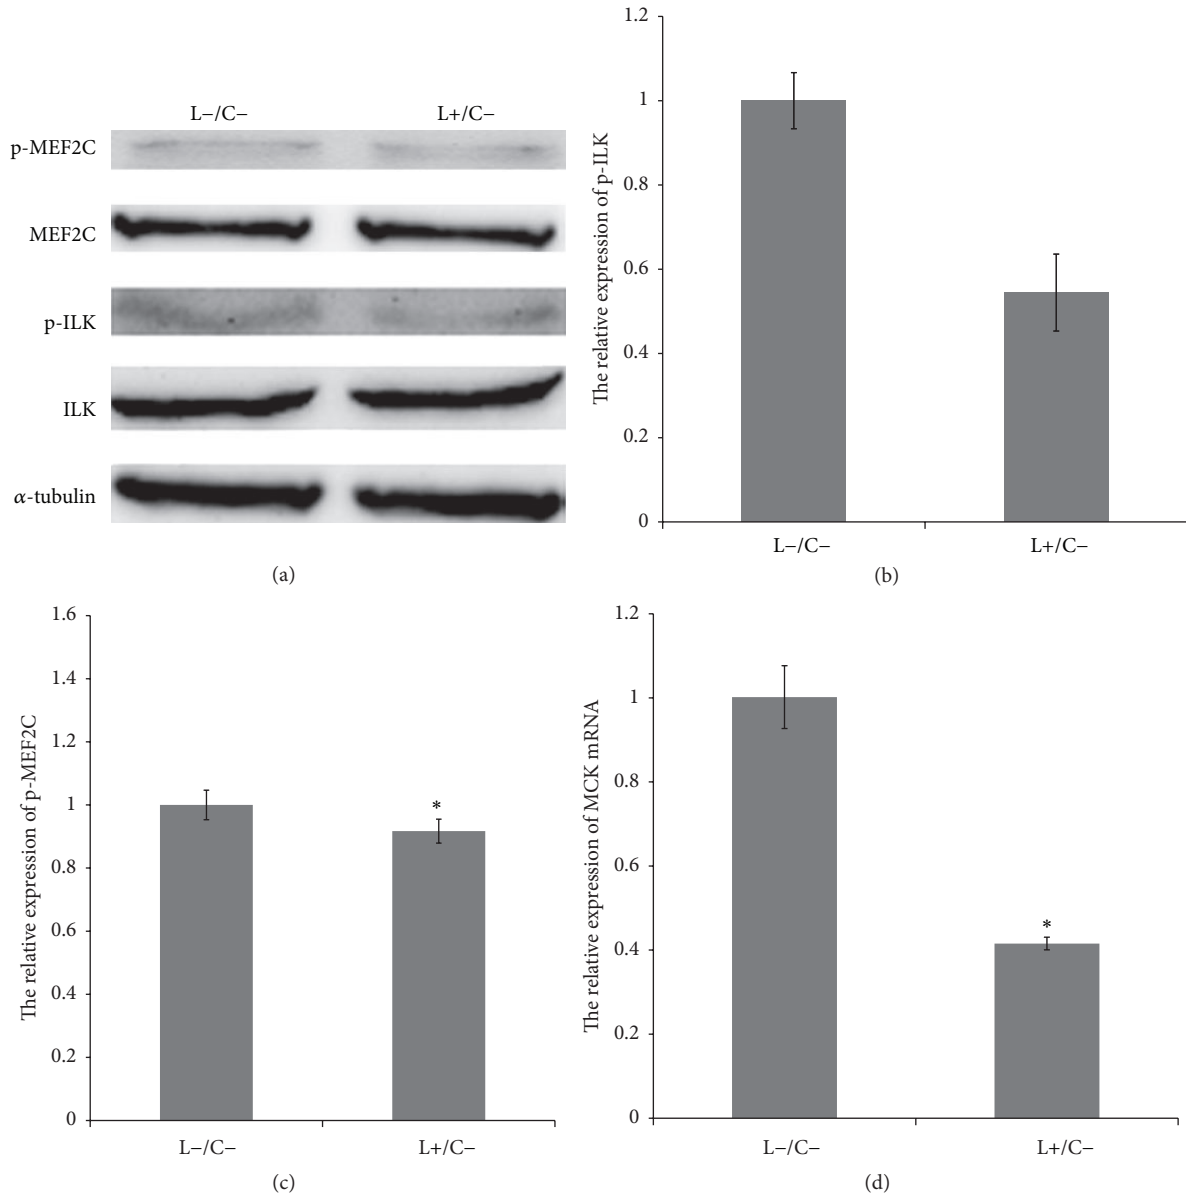 L−/C−
L+/C−
p-MEF2C
MEF2C
p-ILK
ILK
α-tubulin
(a)
The relative expression of p-ILK
1.2
1
0.8
0.6
0.4
0.2
0
L−/C−
L+/C−
(b)
The relative expression of p-MEF2C
1.6
1.4
1.2
1
0.8
0.6
0.4
0.2
0
*
L−/C−
L+/C−
(c)
The relative expression of MCK mRNA
1.2
1
0.8
0.6
0.4
0.2
0
*
L−/C−
L+/C−
(d)